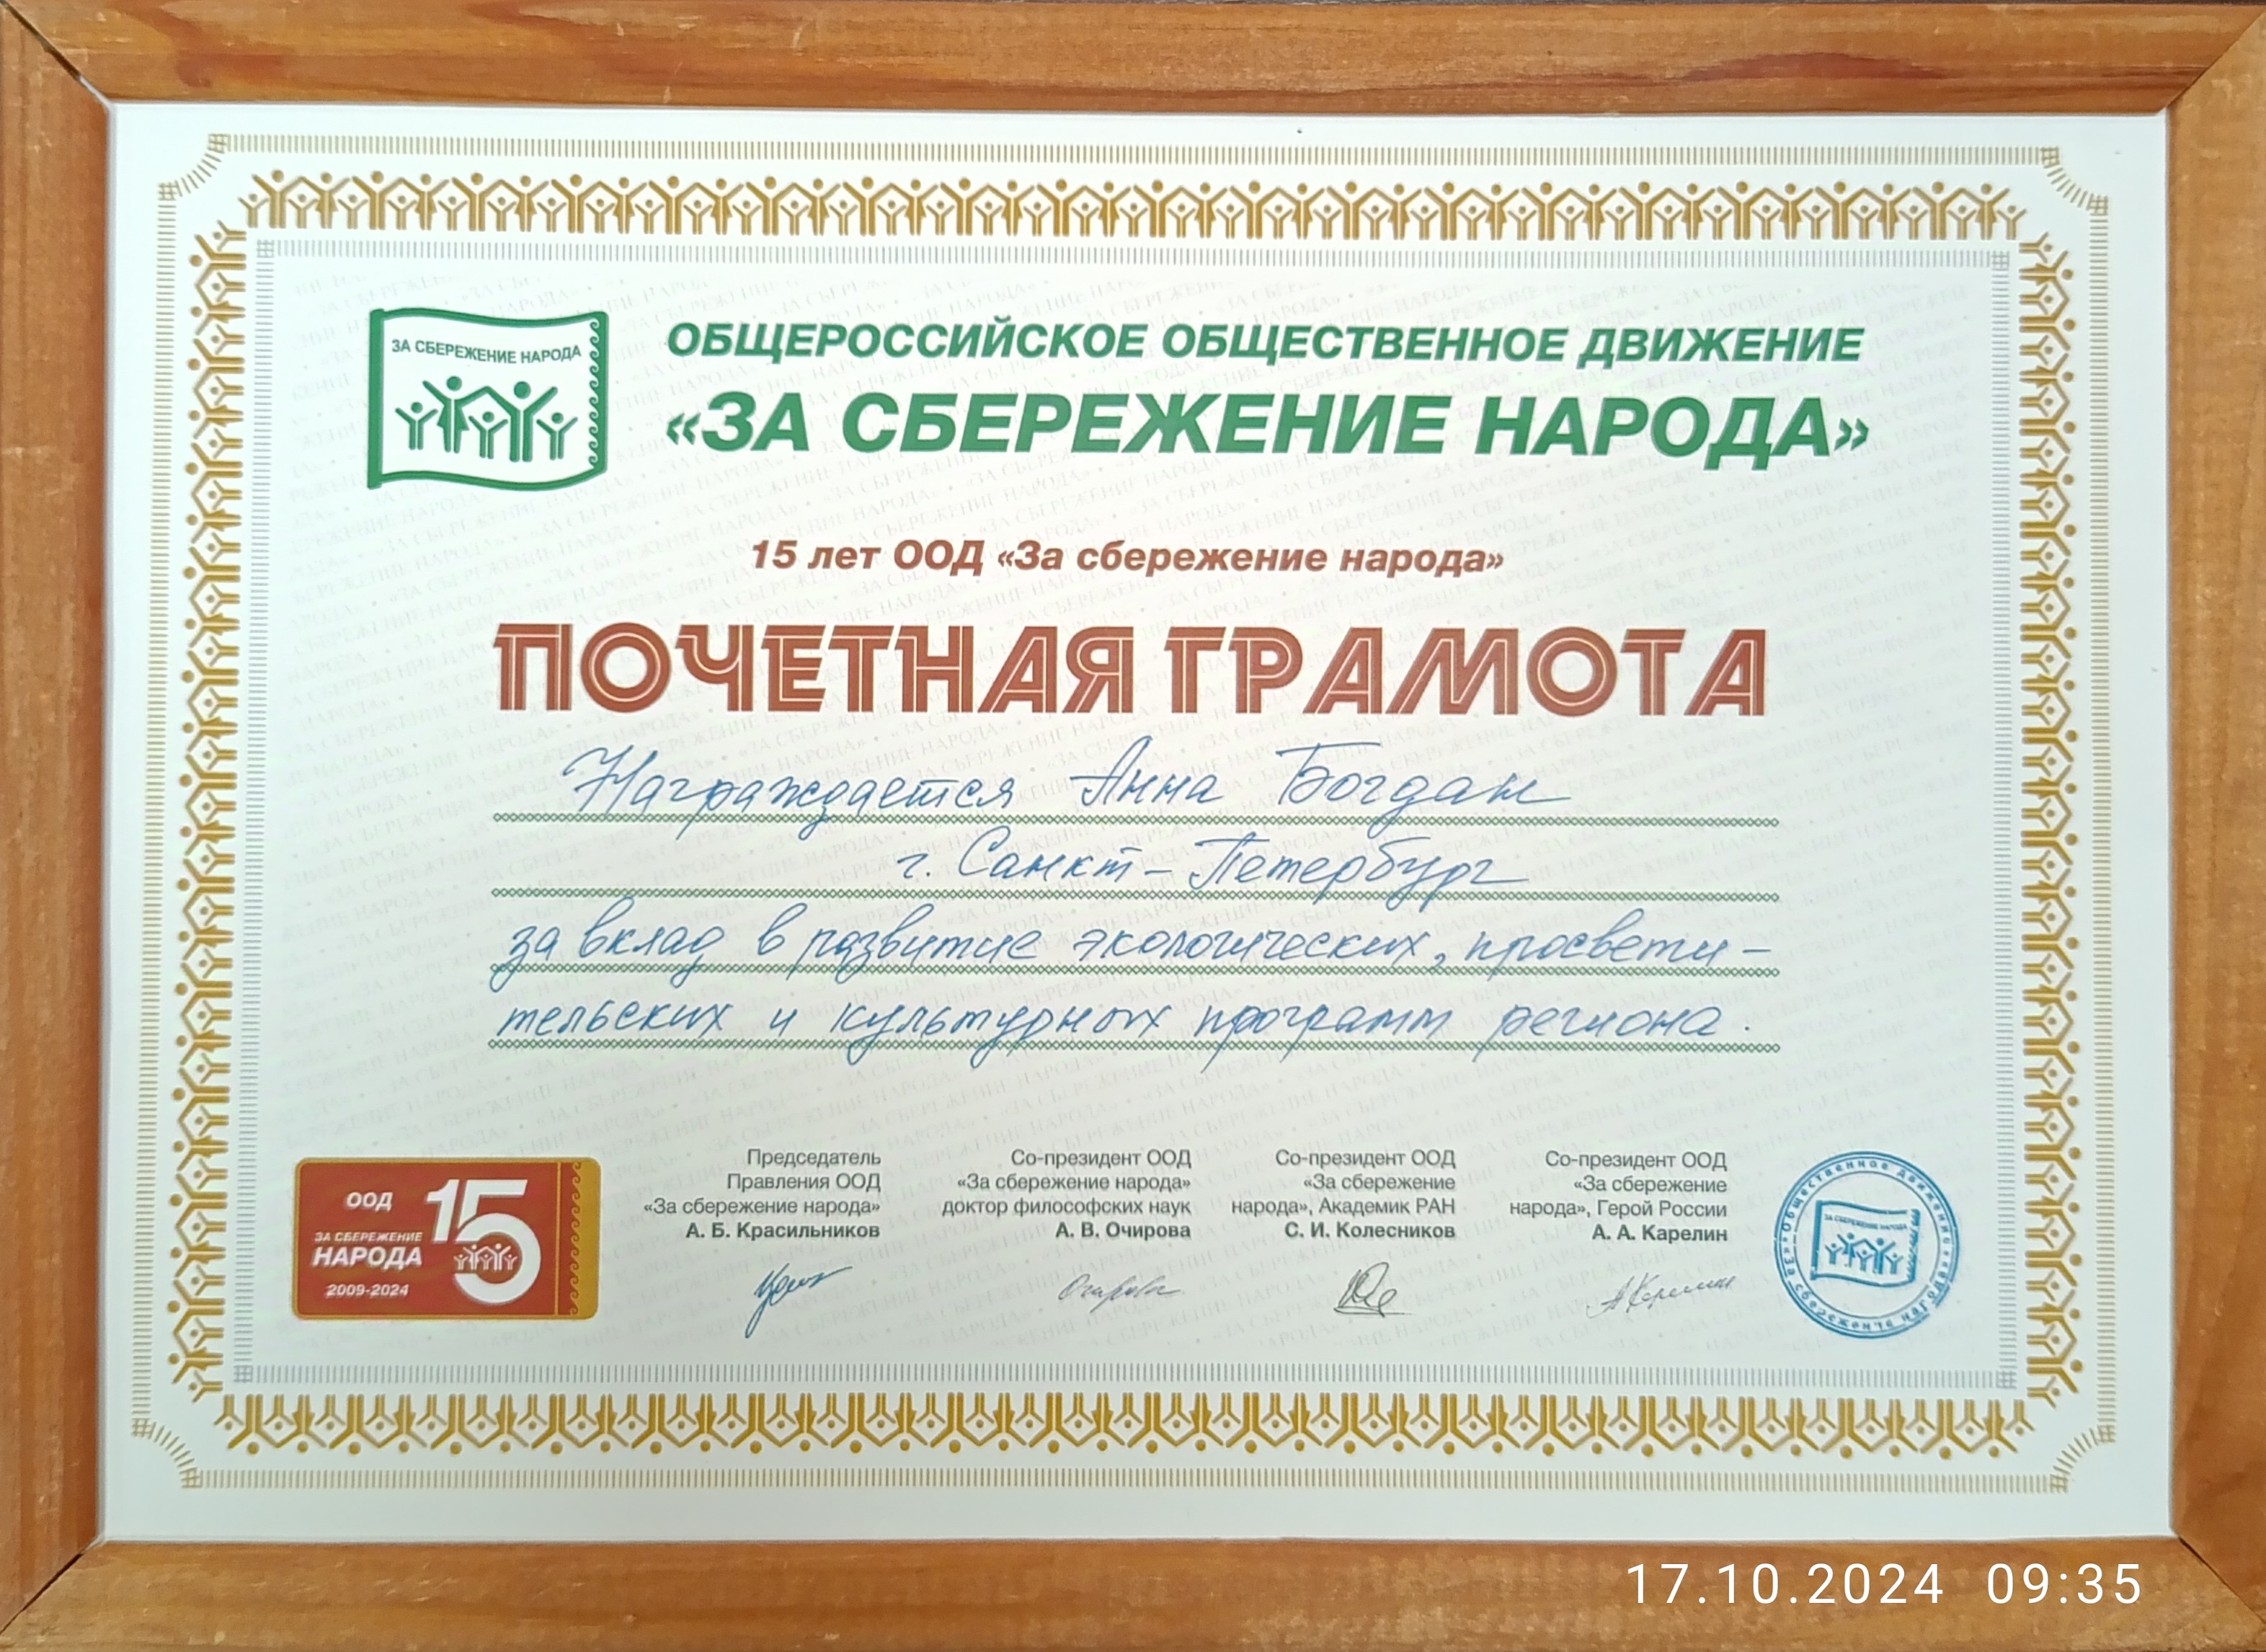 ЗА СБЕРЕЖЕНИЕ НАРОДА
ОБЩЕРОССИЙСКОЕ ОБЩЕСТВЕННОЕ ДВИЖЕНИЕ
«ЗА СБЕРЕЖЕНИЕ НАРОДА»
15 лет ООД «За сбережение народа»
ПОЧЕТНАЯ ГРАМОТА
Награждается Анна Богдан
г. Санкт-Петербург
за вклад в развитие экологических, просвети-
тельских и культурных программ региона.
ООД
ЗА СБЕРЕЖЕНИЕ
НАРОДА
2009-2024
15
Председатель
Правления ООД
«За сбережение народа»
А. Б. Красильников
Со-президент ООД
«За сбережение народа»
доктор философских наук
А. В. Очирова
Со-президент ООД
«За сбережение
народа», Академик РАН
С. И. Колесников
Со-президент ООД
«За сбережение
народа», Герой России
А. А. Карелин
17.10.2024 09:35